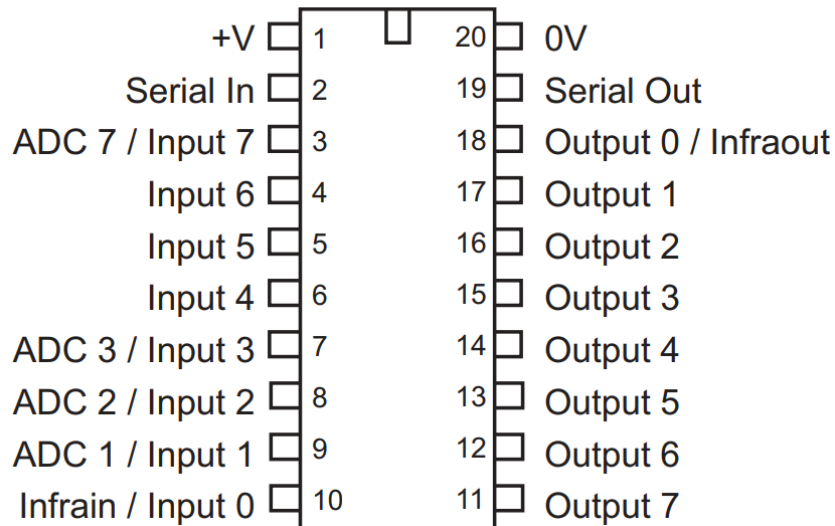 +V 1 20 0V
Serial In 2 19 Serial Out
ADC 7 / Input 7 3 18 Output 0 / Infraout
Input 6 4 17 Output 1
Input 5 5 16 Output 2
Input 4 6 15 Output 3
ADC 3 / Input 3 7 14 Output 4
ADC 2 / Input 2 8 13 Output 5
ADC 1 / Input 1 9 12 Output 6
Infrain / Input 0 10 11 Output 7